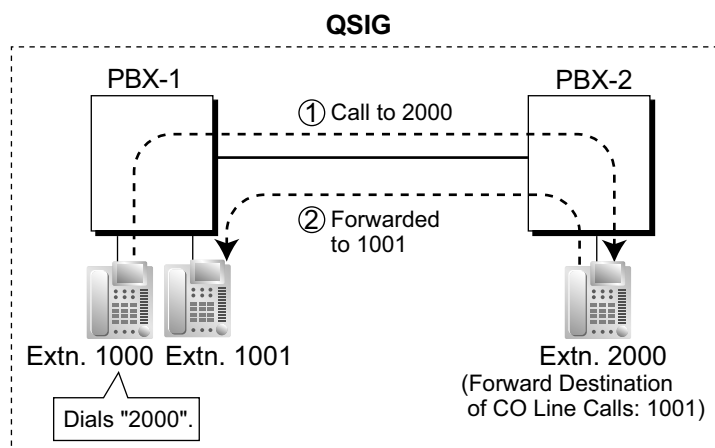 QSIG
PBX-1
PBX-2
① Call to 2000
② Forwarded
to 1001
Extn. 1000
Extn. 1001
Extn. 2000
(Forward Destination
of CO Line Calls: 1001)
Dials "2000".